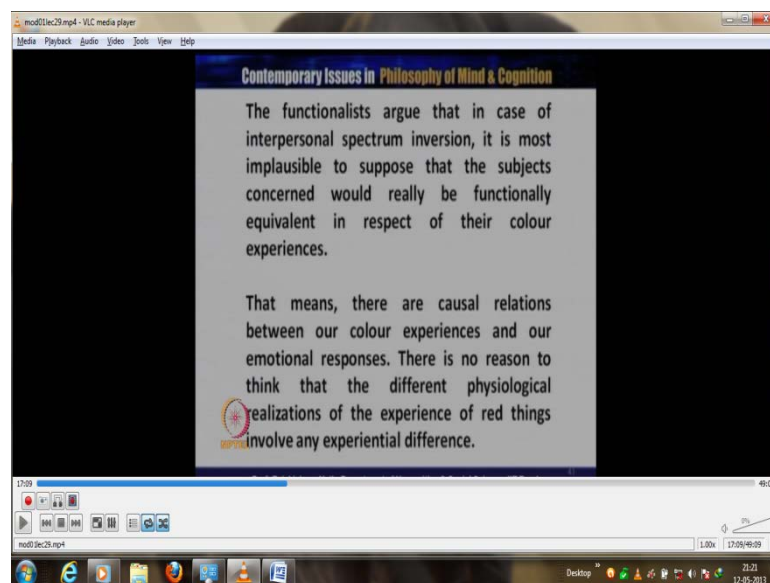 mod01lec29.mp4 - VLC media player
Media Playback Audio Video Tools View Help
Contemporary Issues in Philosophy of Mind & Cognition
The functionalists argue that in case of
interpersonal spectrum inversion, it is most
implausible to suppose that the subjects
concerned would really be functionally
equivalent in respect of their colour
experiences.
That means, there are causal relations
between our colour experiences and our
emotional responses. There is no reason to
think that the different physiological
realizations of the experience of red things
involve any experiential difference.
17:09
mod01lec29.mp4
1.00x 17:09/49:09
Desktop
21:21